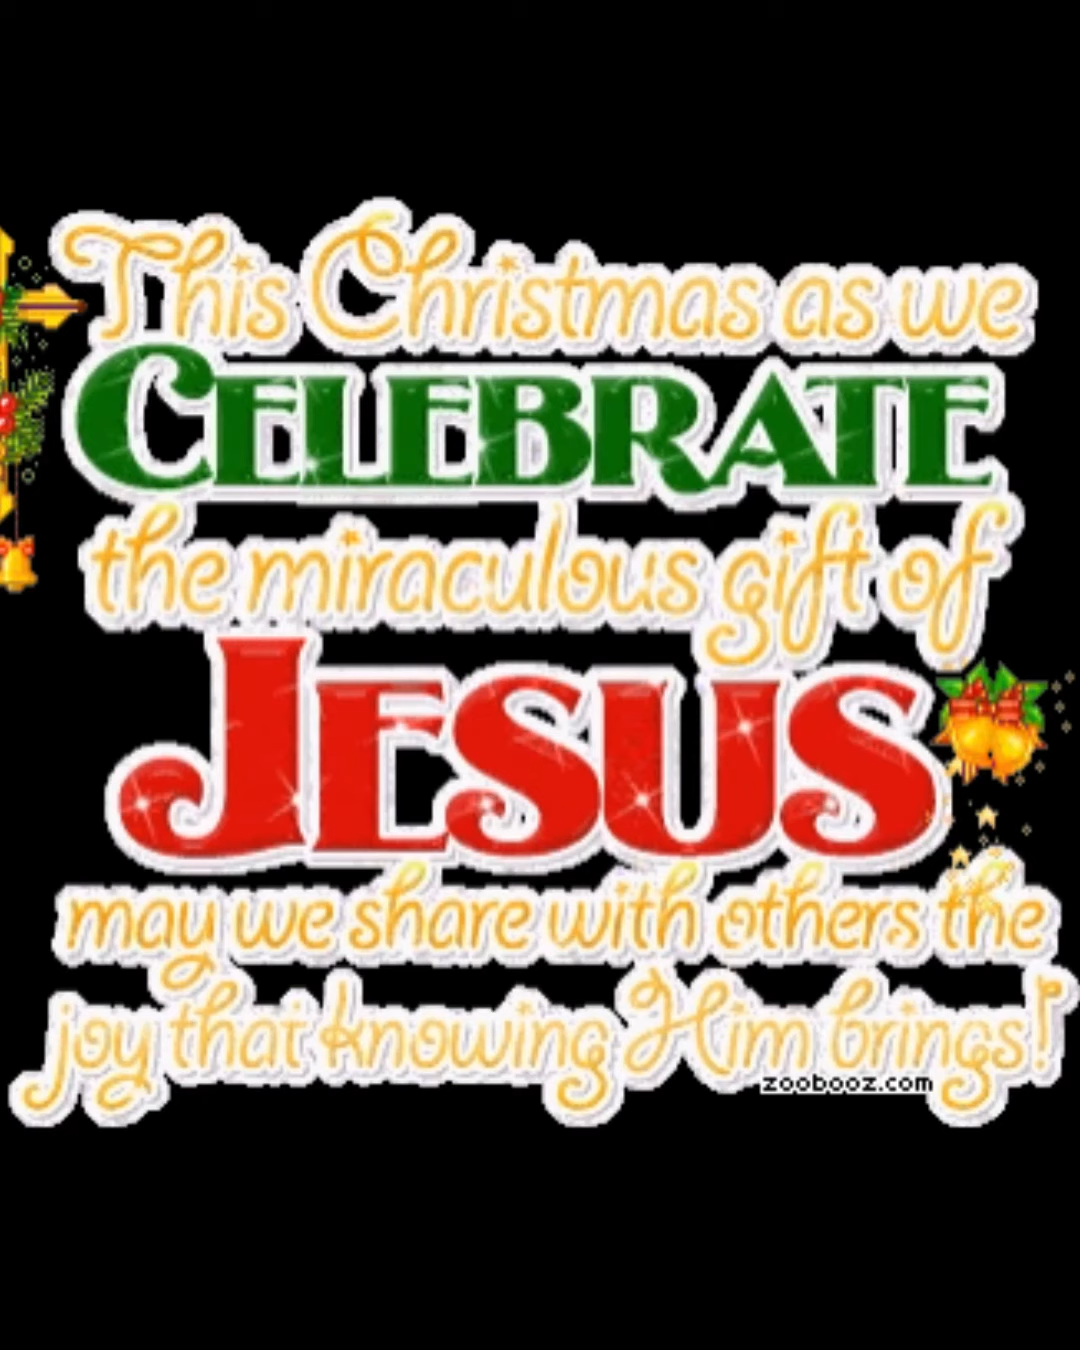 This Christmas as we
CELEBRATE
the miraculous gift of
JESUS
may we share with others the
joy that knowing Him brings!
zoobooz.com